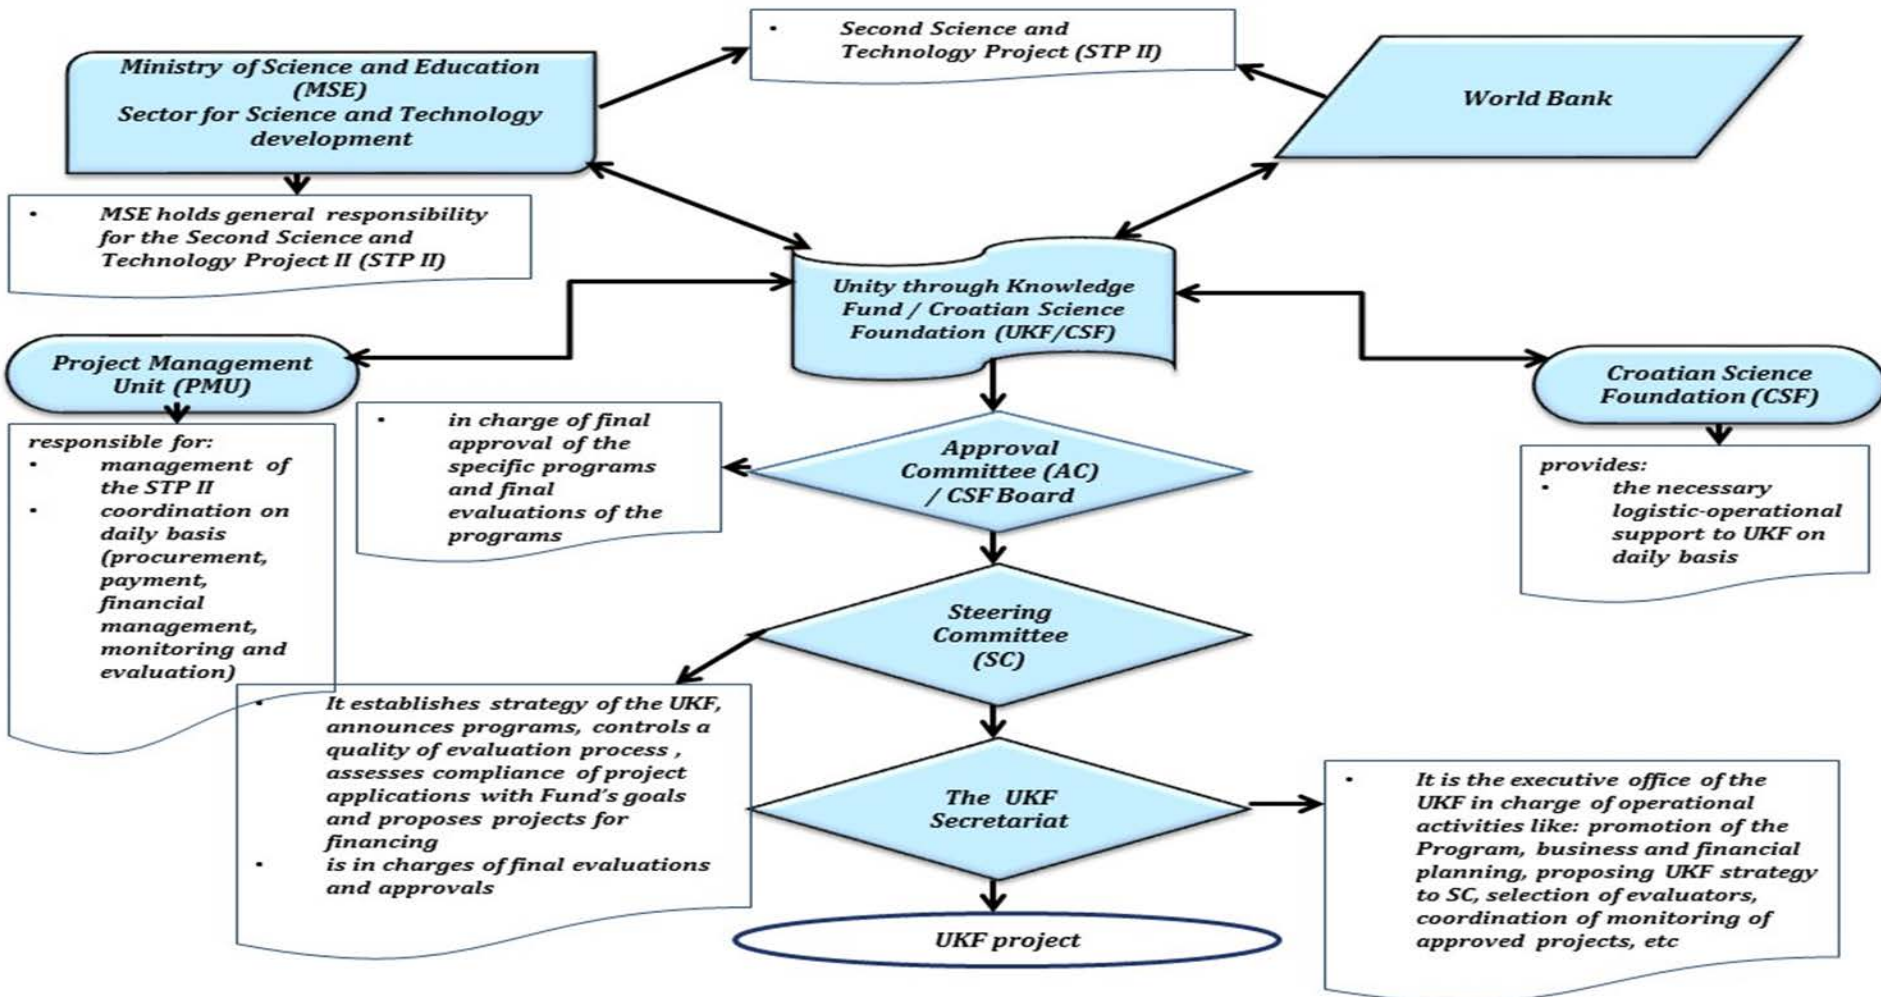 • Second Science and
Technology Project (STP II)
Ministry of Science and Education
(MSE)
Sector for Science and Technology
development
World Bank
• MSE holds general responsibility
for the Second Science and
Technology Project II (STP II)
Unity through Knowledge
Fund / Croatian Science
Foundation (UKF/CSF)
Project Management
Unit (PMU)
Croatian Science
Foundation (CSF)
responsible for:
• management of
the STP II
• coordination on
daily basis
(procurement,
payment,
financial
management,
monitoring and
evaluation)
• in charge of final
approval of the
specific programs
and final
evaluations of the
programs
Approval
Committee (AC)
/ CSF Board
provides:
• the necessary
logistic-operational
support to UKF on
daily basis
Steering
Committee
(SC)
• It establishes strategy of the UKF,
announces programs, controls a
quality of evaluation process ,
assesses compliance of project
applications with Fund's goals
and proposes projects for
financing
• is in charges of final evaluations
and approvals
The UKF
Secretariat
• It is the executive office of the
UKF in charge of operational
activities like: promotion of the
Program, business and financial
planning, proposing UKF strategy
to SC, selection of evaluators,
coordination of monitoring of
approved projects, etc
UKF project